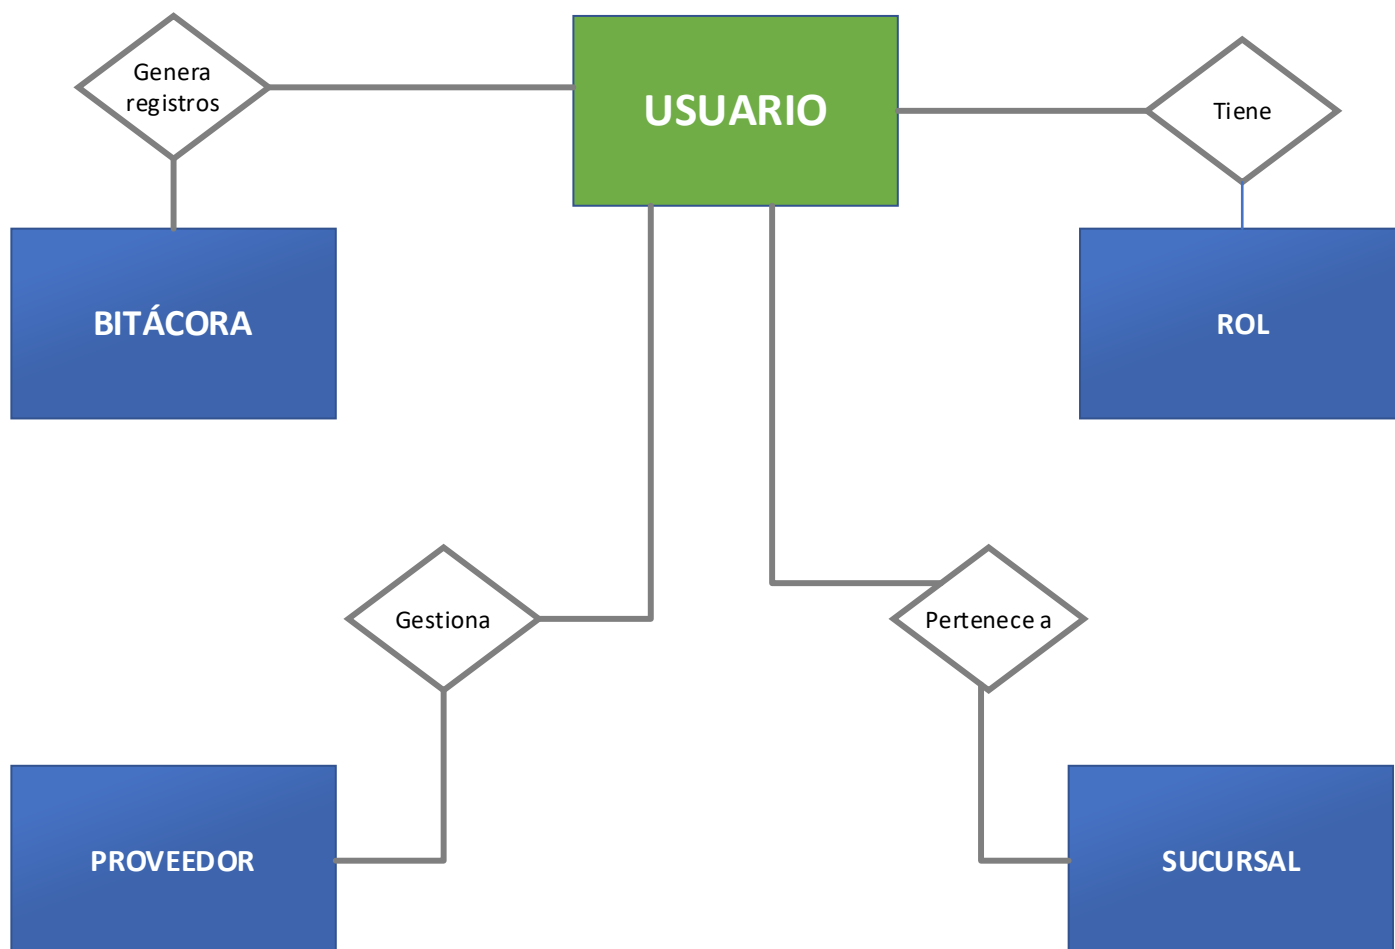 Genera
registros
USUARIO
Tiene
BITÁCORA
ROL
Gestiona
Pertenece a
PROVEEDOR
SUCURSAL